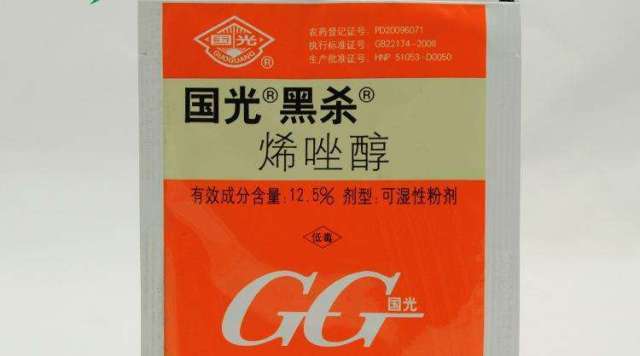 国光
GUOGUANG
®
农药登记证号: PD20096071
执行标准证号: GB22174-2008
生产批准证号: HNP 51053-D0050
国光®黑杀®
烯唑醇
有效成分含量:12.5% 剂型:可湿性粉剂
低毒
GG国光